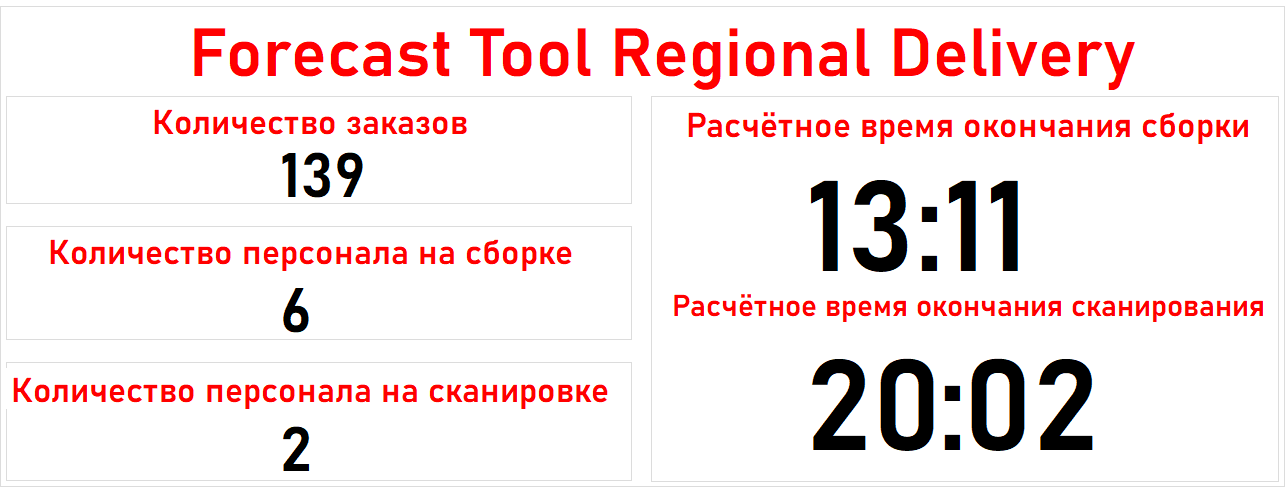 Forecast Tool Regional Delivery
Количество заказов
139
Количество персонала на сборке
6
Количество персонала на сканировке
2
Расчётное время окончания сборки
13:11
Расчётное время окончания сканирования
20:02